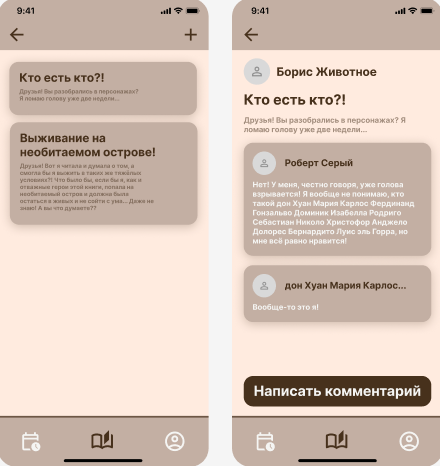 9:41
Кто есть кто?!
Друзья! Вы разобрались в персонажах?
Я ломаю голову уже две недели...
Выживание на
необитаемом острове!
Друзья! Вот я читала и думала о том, а
смогла бы я выжить в таких же тяжёлых
условиях?! Что было бы, если бы я, как и
отважные герои этой книги, попала на
необитаемый остров и должна была
остаться в живых и не сойти с ума... Даже не
знаю! А вы что думаете??
9:41
Борис Животное
Кто есть кто?!
Друзья! Вы разобрались в персонажах? Я
ломаю голову уже две недели...
Роберт Серый
Нет! У меня, честно говоря, уже голова
взрывается! Я вообще не понимаю, кто
такой дон Хуан Мария Карлос Фердинанд
Гонзальво Доминик Изабелла Родриго
Себастиан Николо Христофор Анджело
Долорес Бернардито Луис эль Горра, но
мне всё равно нравится!
дон Хуан Мария Карлос...
Вообще-то это я!
Написать комментарий